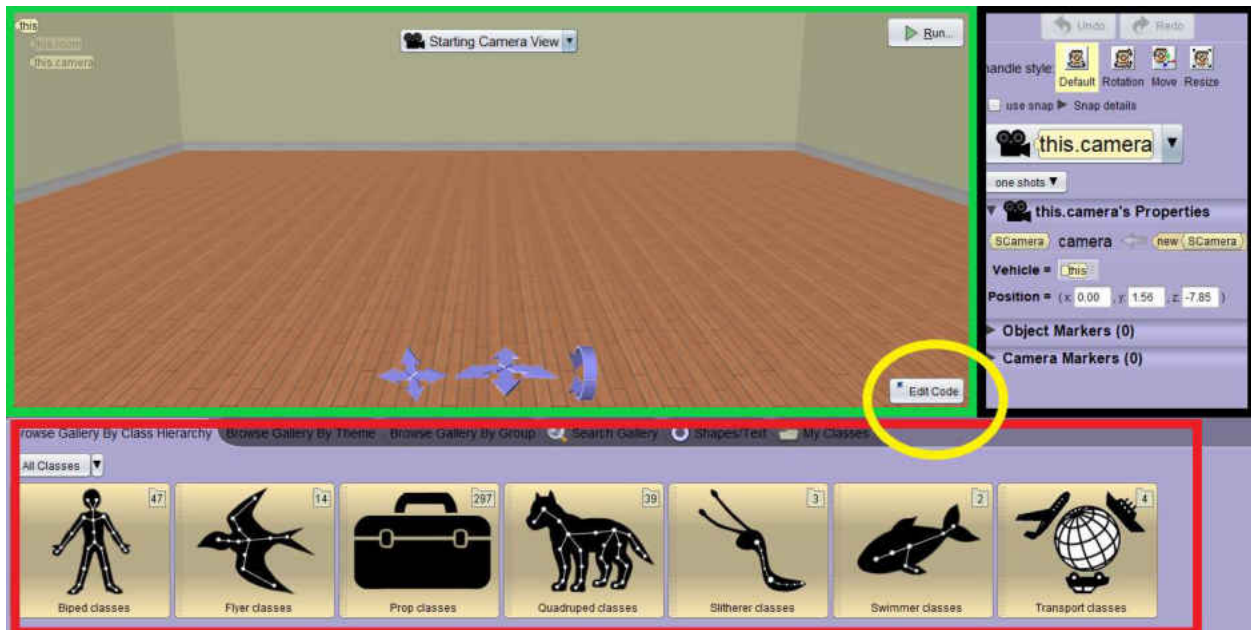 this
this.room
this.camera
Starting Camera View
Run...
Undo
Redo
handle style:
Default
Rotation
Move
Resize
use snap
Snap details
this.camera
one shots
this.camera's Properties
SCamera camera new SCamera
Vehicle = this
Position = (x: 0.00 , y: 1.56 , z: -7.85 )
Object Markers (0)
Camera Markers (0)
Edit Code
Browse Gallery By Class Hierarchy
Browse Gallery By Theme
Browse Gallery By Group
Search Gallery
Shapes/Text
My Classes
All Classes
47
14
297
39
3
2
4
Biped classes
Flyer classes
Prop classes
Quadruped classes
Slitherer classes
Swimmer classes
Transport classes